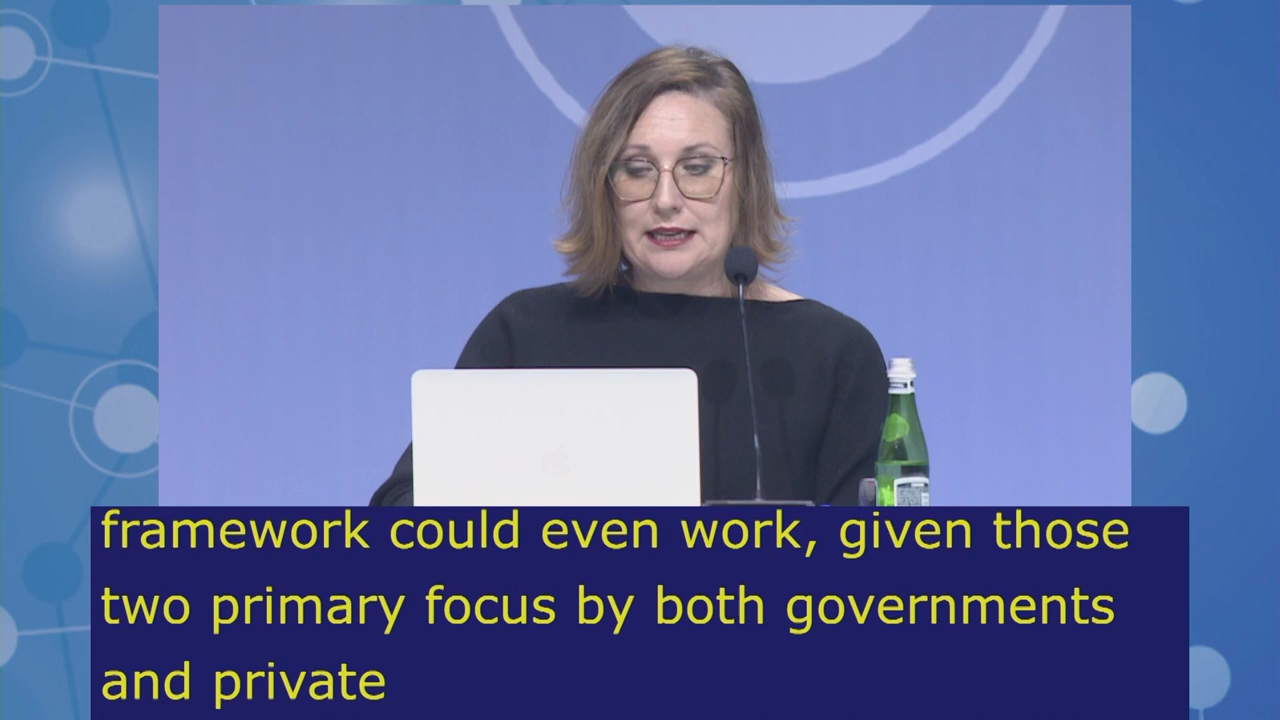 framework could even work, given those
two primary focus by both governments
and private